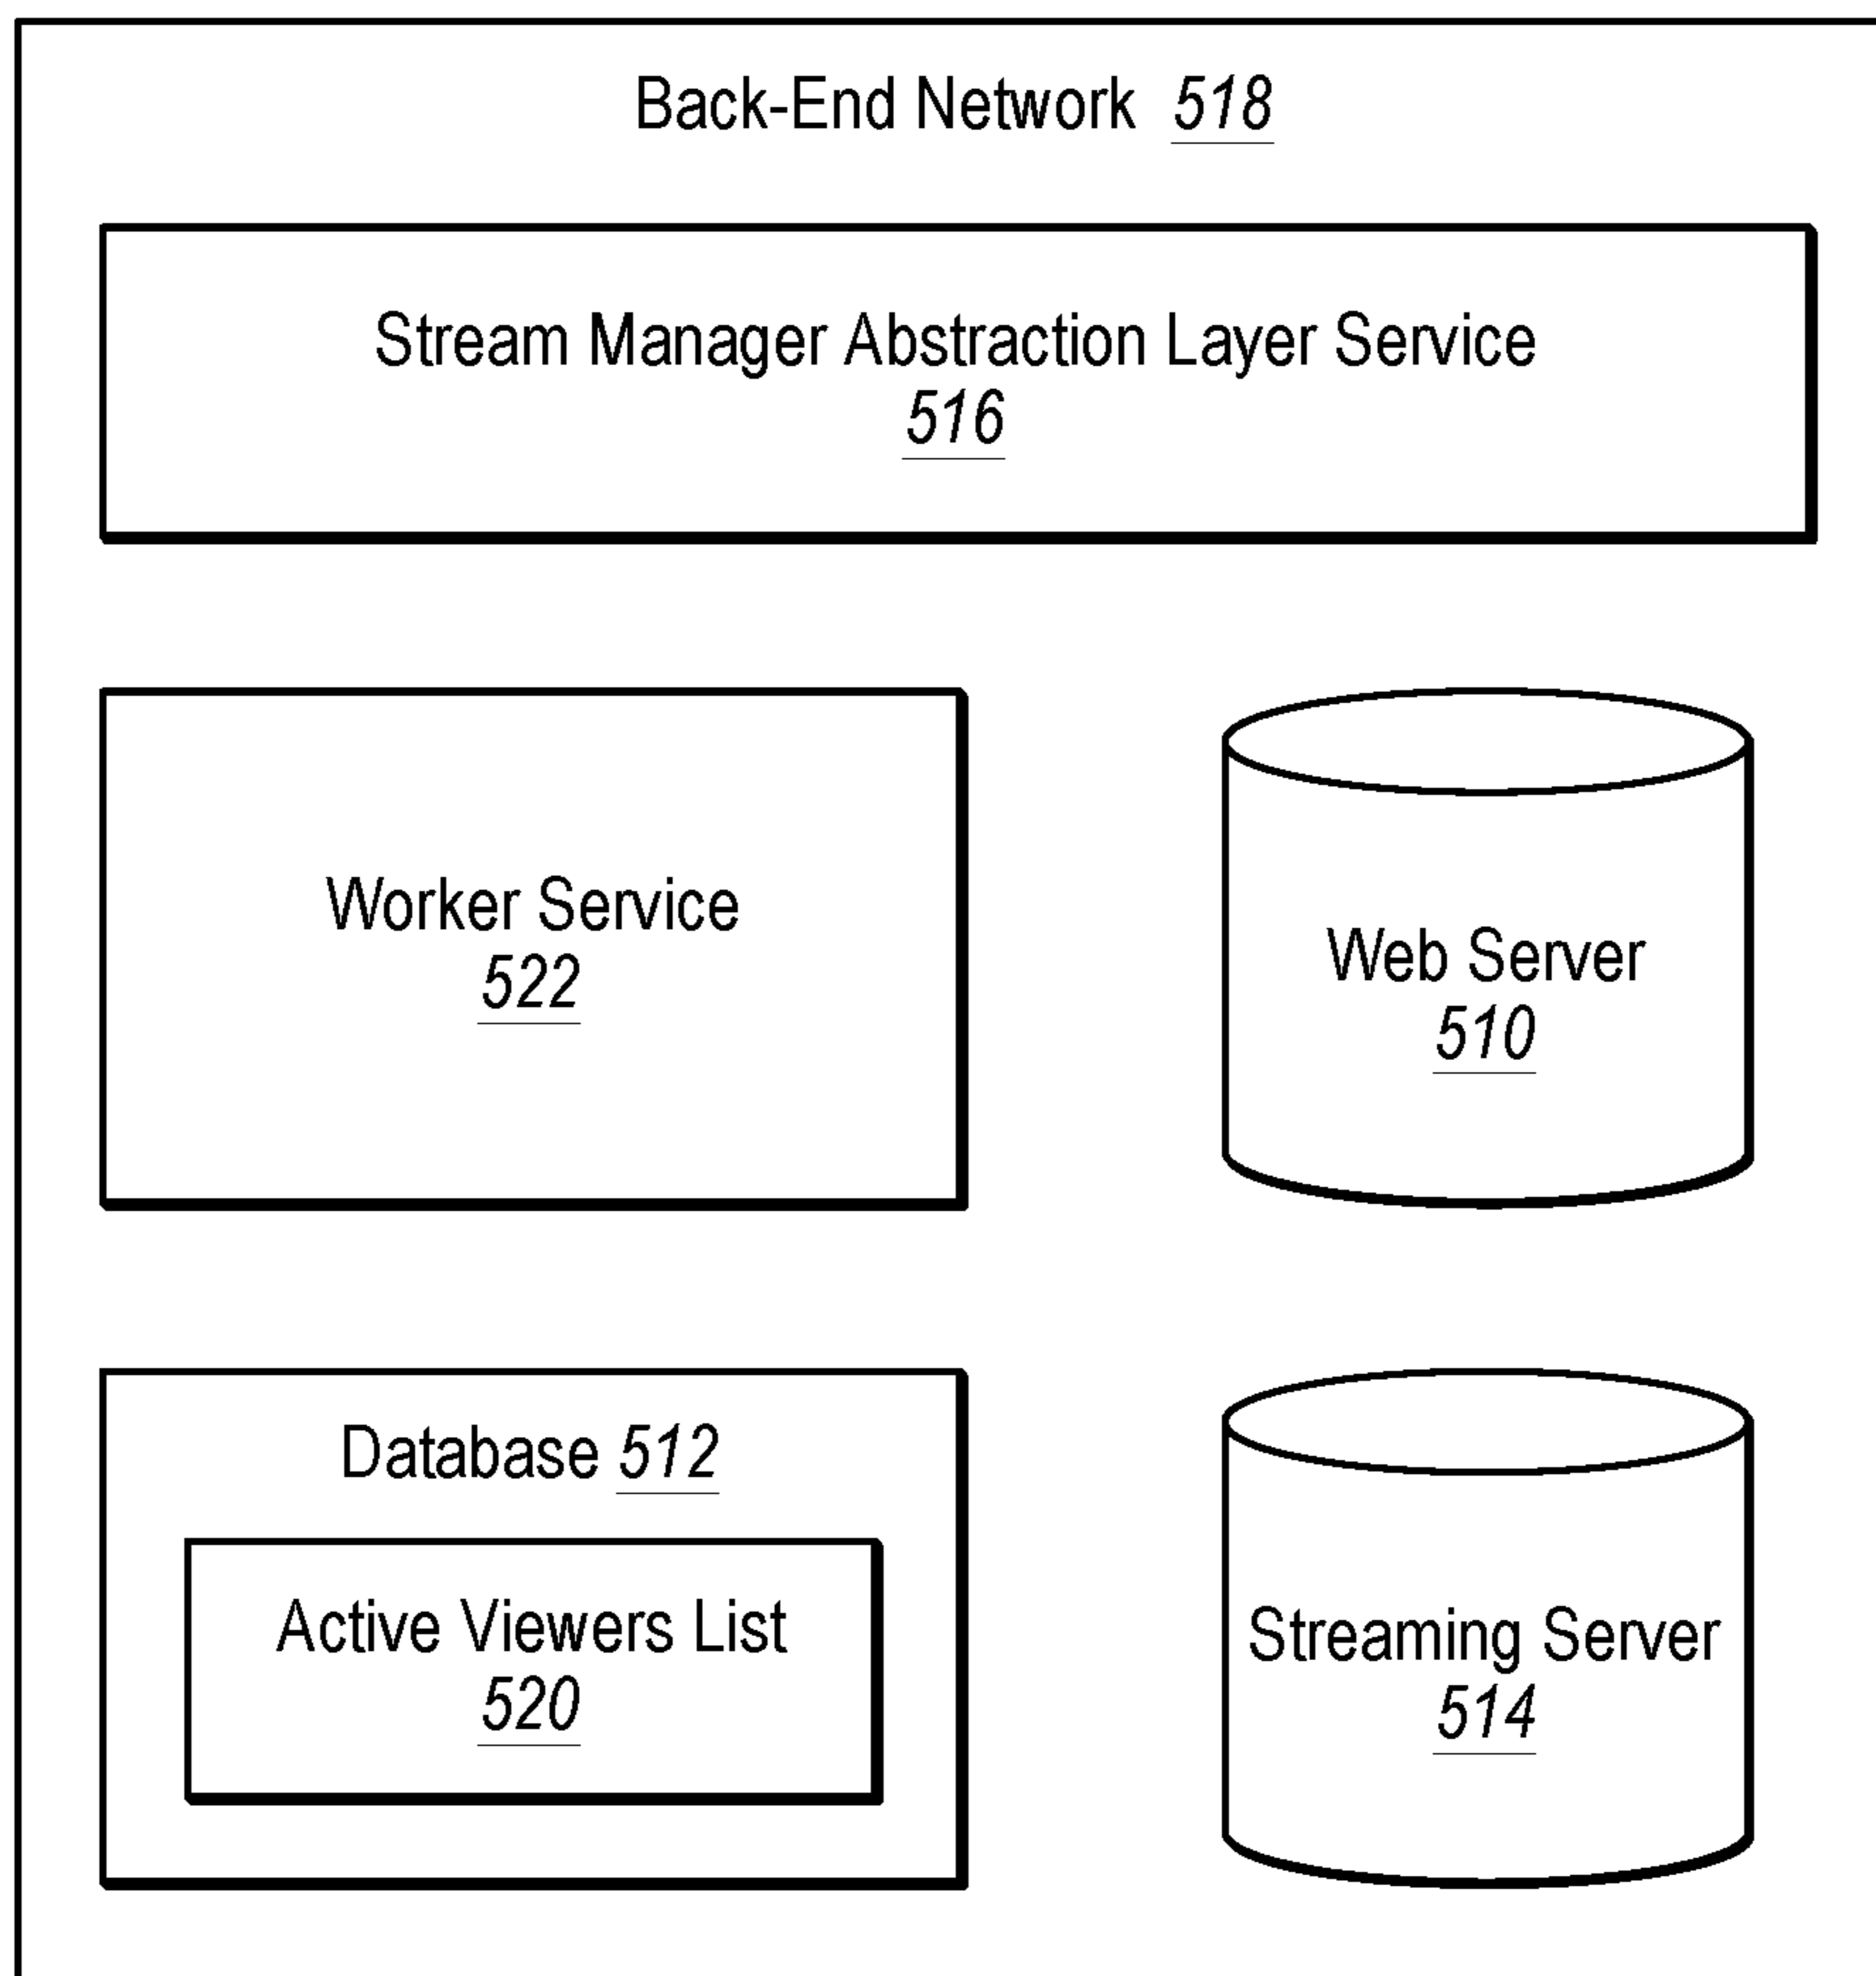 Back-End Network 518
Stream Manager Abstraction Layer Service
516
Worker Service
522
Web Server
510
Database 512
Active Viewers List
520
Streaming Server
514